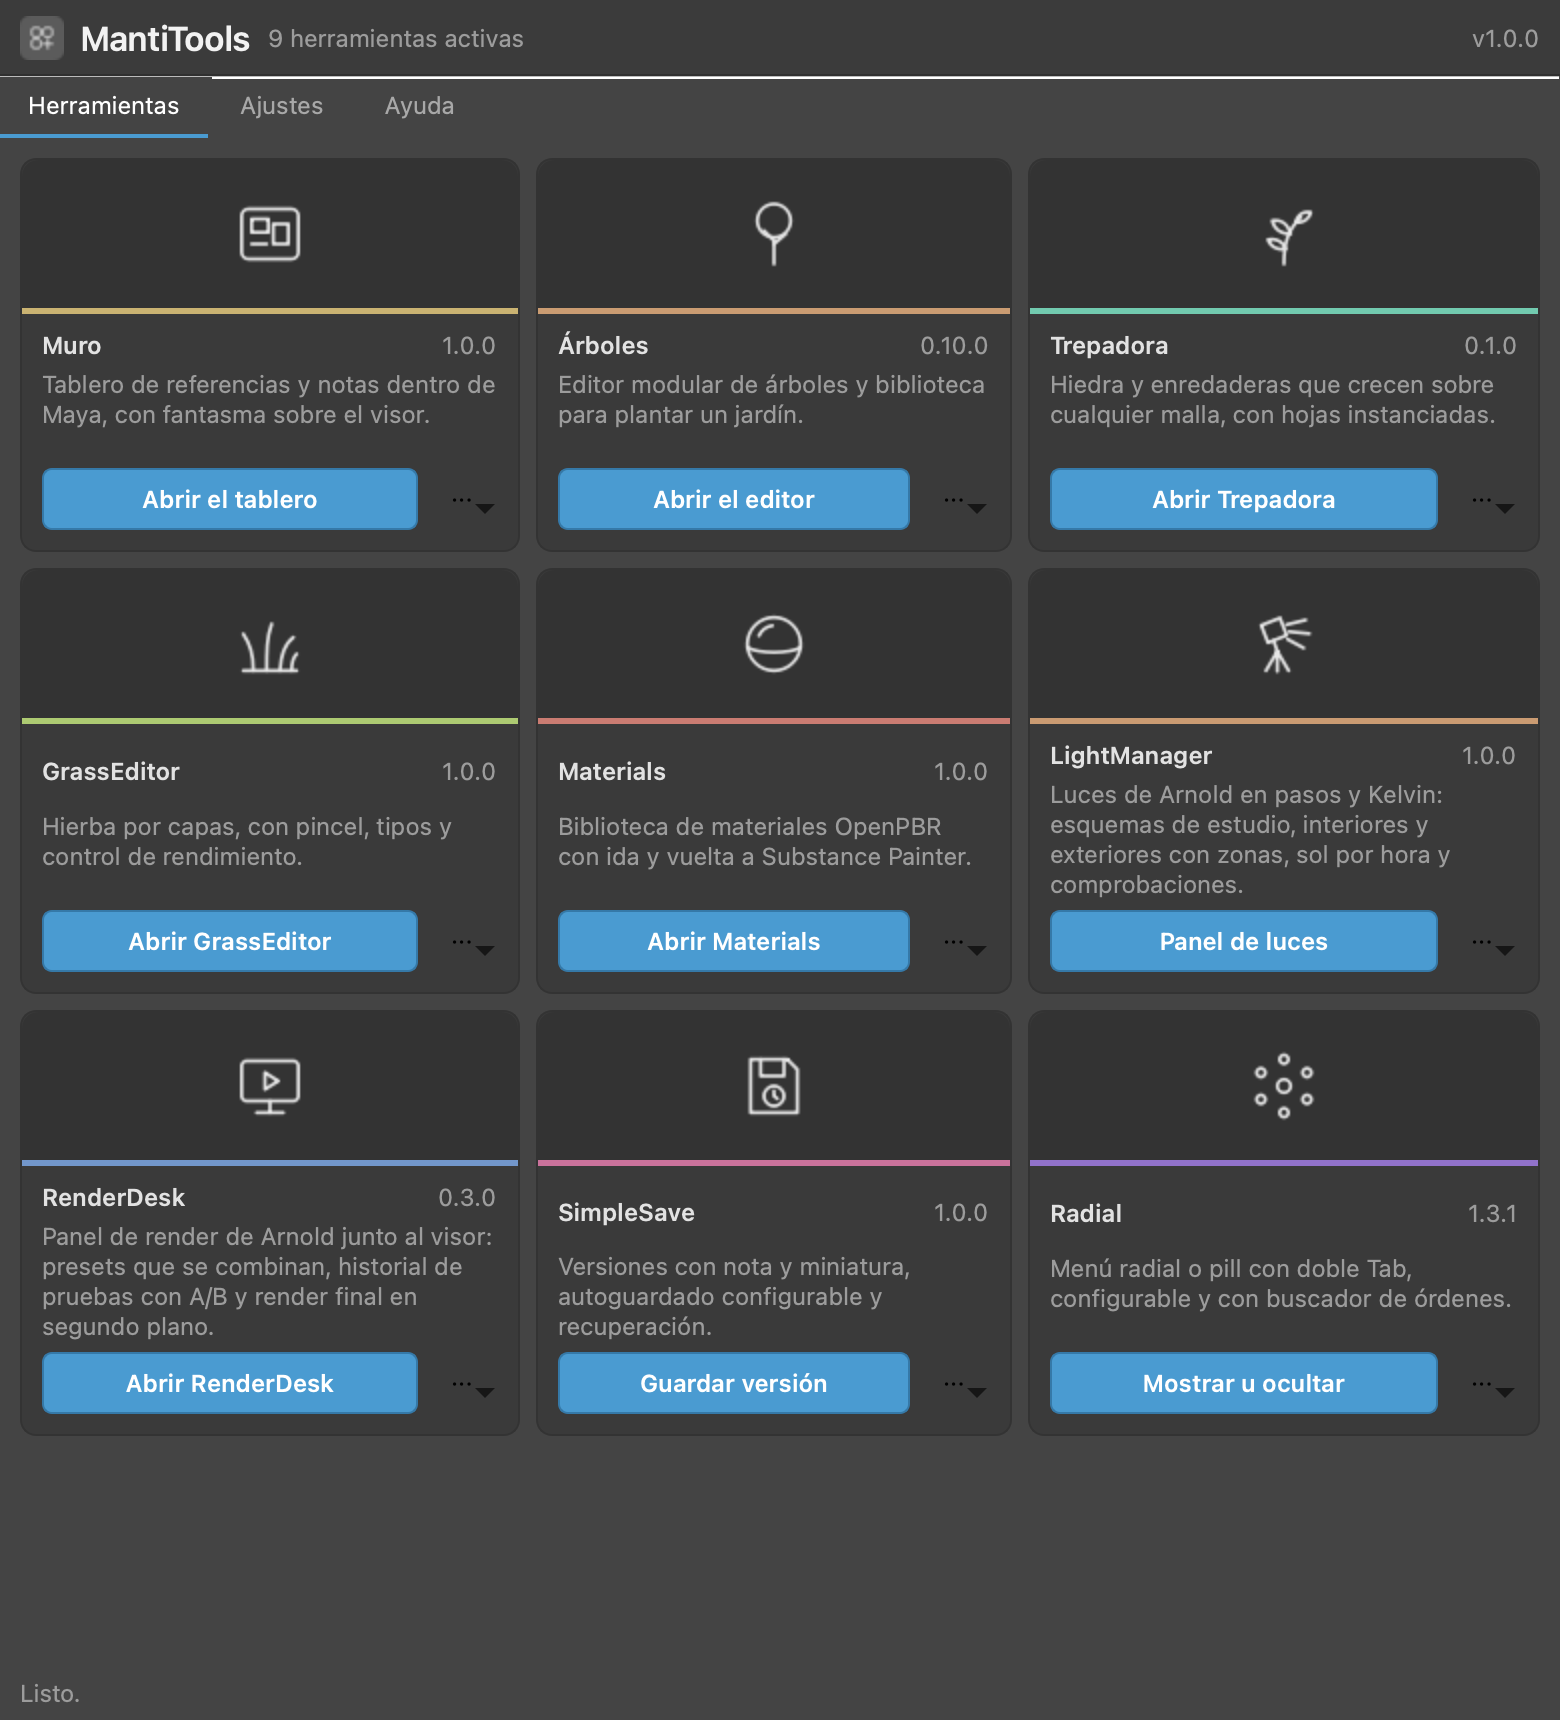 MantiTools 9 herramientas activas v1.0.0
Herramientas Ajustes Ayuda
Muro 1.0.0
Tablero de referencias y notas dentro de
Maya, con fantasma sobre el visor.
Abrir el tablero ...
Árboles 0.10.0
Editor modular de árboles y biblioteca
para plantar un jardín.
Abrir el editor ...
Trepadora 0.1.0
Hiedra y enredaderas que crecen sobre
cualquier malla, con hojas instanciadas.
Abrir Trepadora ...
GrassEditor 1.0.0
Hierba por capas, con pincel, tipos y
control de rendimiento.
Abrir GrassEditor ...
Materials 1.0.0
Biblioteca de materiales OpenPBR
con ida y vuelta a Substance Painter.
Abrir Materials ...
LightManager 1.0.0
Luces de Arnold en pasos y Kelvin:
esquemas de estudio, interiores y
exteriores con zonas, sol por hora y
comprobaciones.
Panel de luces ...
RenderDesk 0.3.0
Panel de render de Arnold junto al visor:
presets que se combinan, historial de
pruebas con A/B y render final en
segundo plano.
Abrir RenderDesk ...
SimpleSave 1.0.0
Versiones con nota y miniatura,
autoguardado configurable y
recuperación.
Guardar versión ...
Radial 1.3.1
Menú radial o pill con doble Tab,
configurable y con buscador de órdenes.
Mostrar u ocultar ...
Listo.